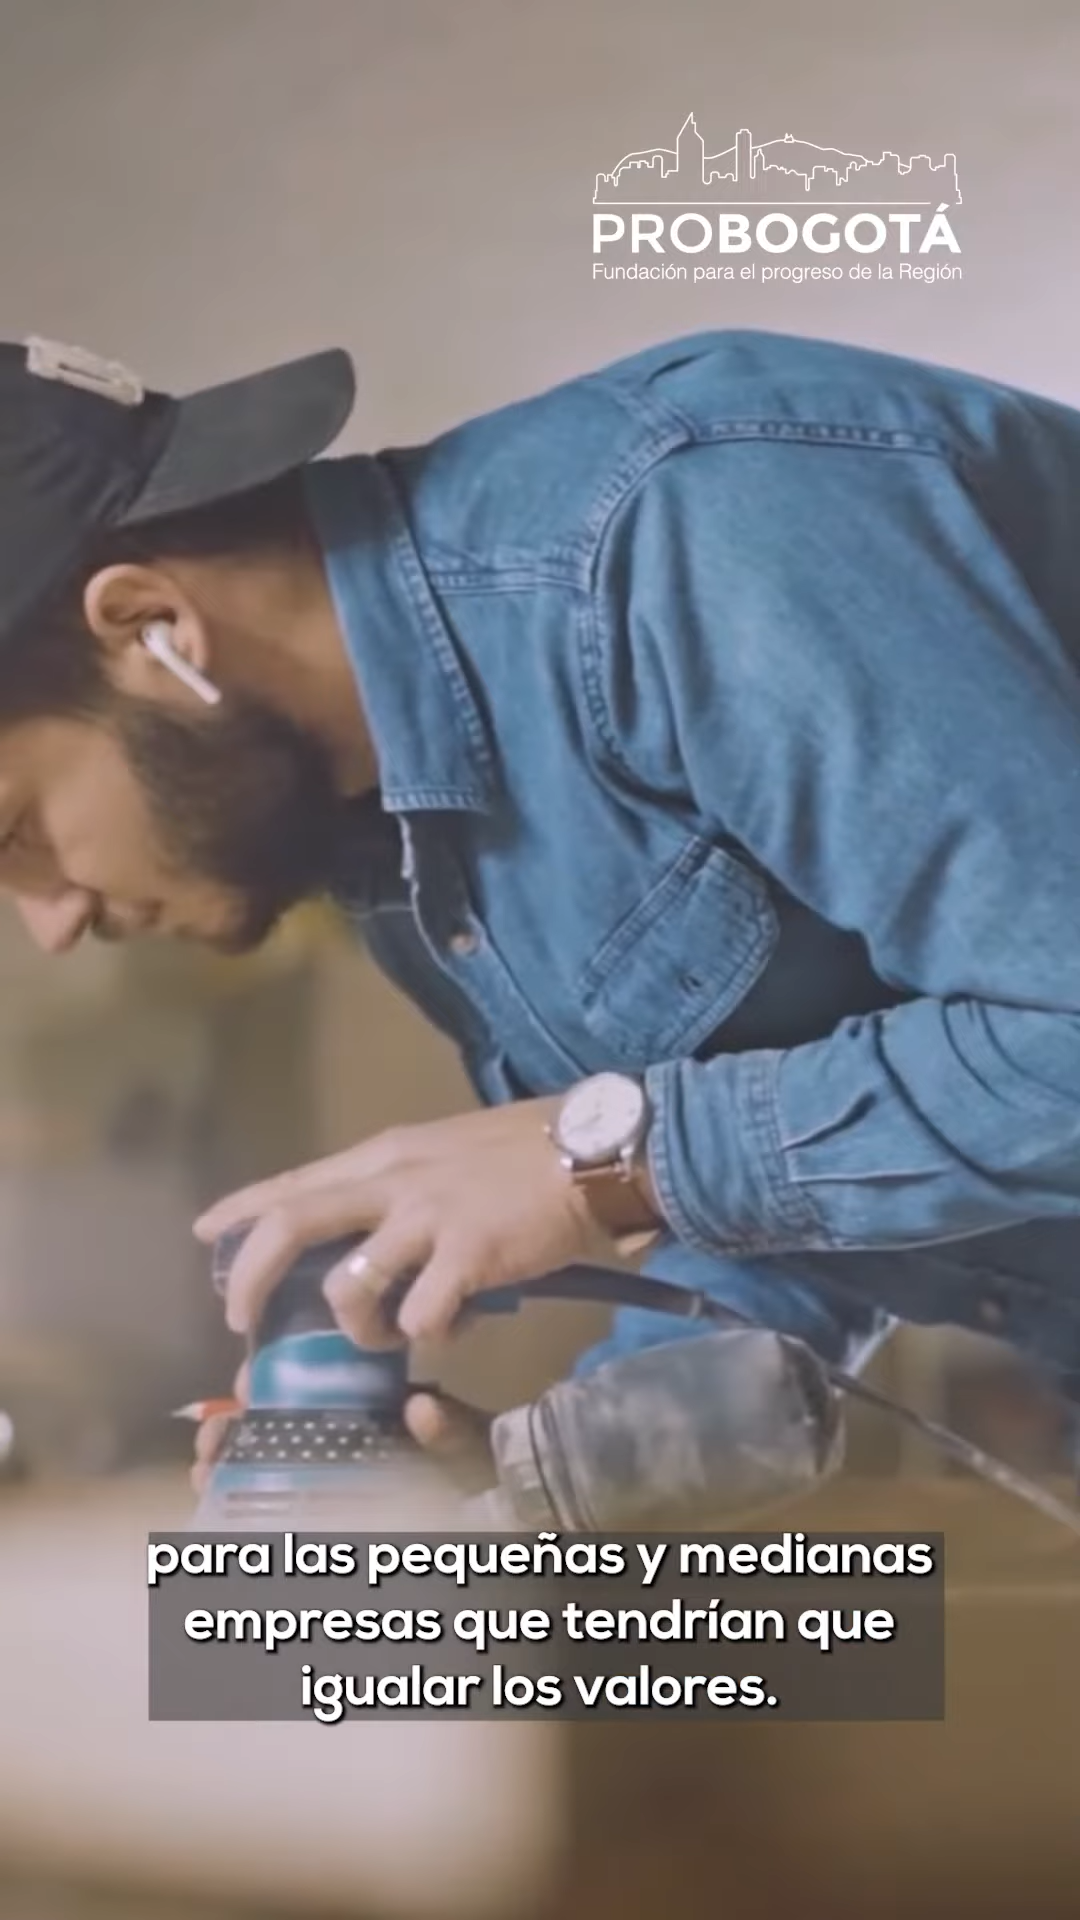 PROBOGOTÁ
Fundación para el progreso de la Región
para las pequeñas y medianas
empresas que tendrían que
igualar los valores.